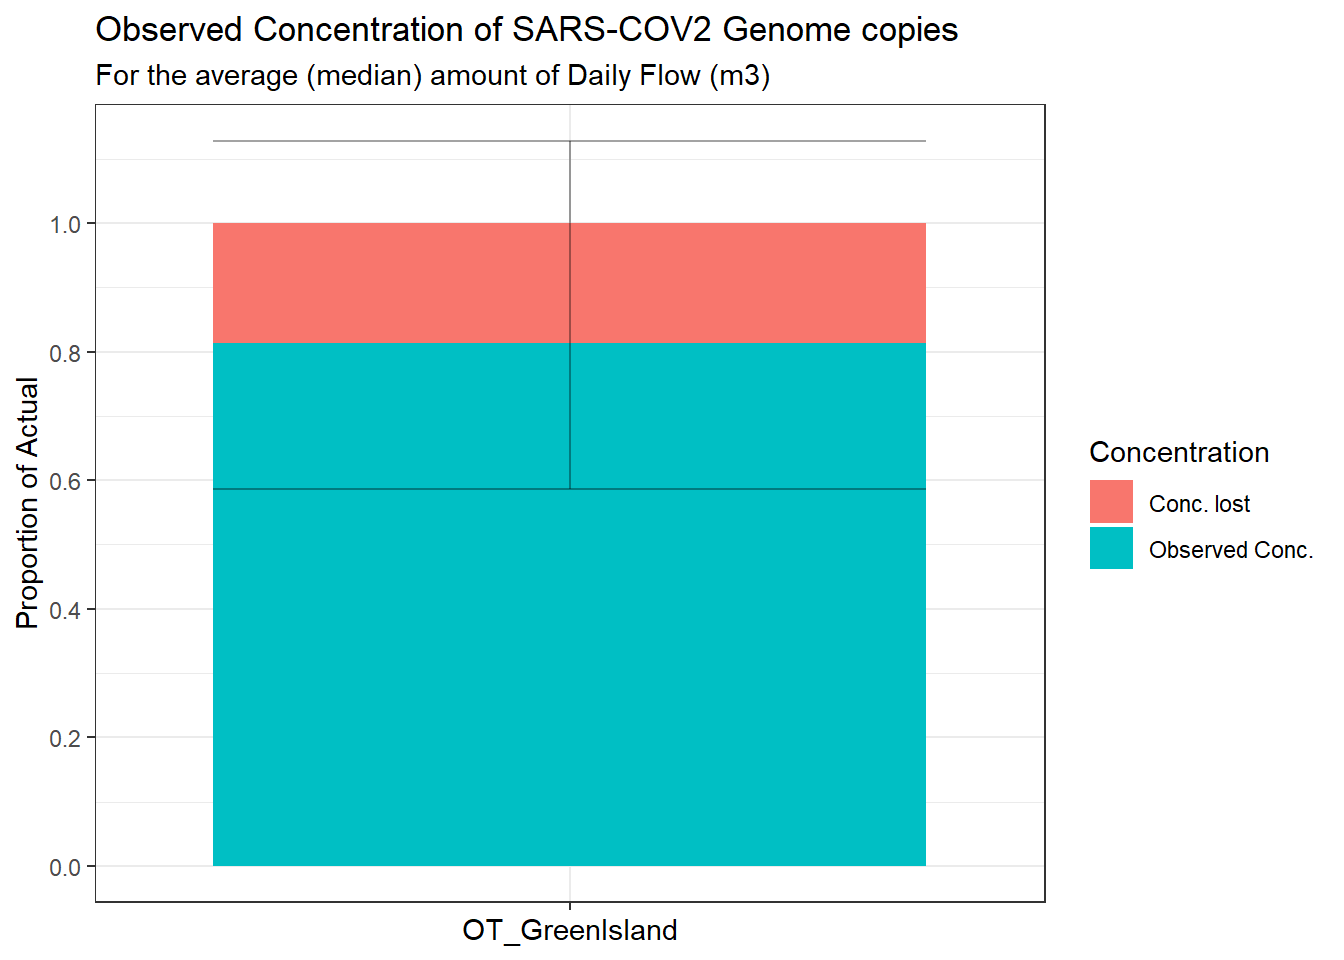 Observed Concentration of SARS-COV2 Genome copies
For the average (median) amount of Daily Flow (m3)
Proportion of Actual
1.0
0.8
0.6
0.4
0.2
0.0
OT_GreenIsland
Concentration
Conc. lost
Observed Conc.